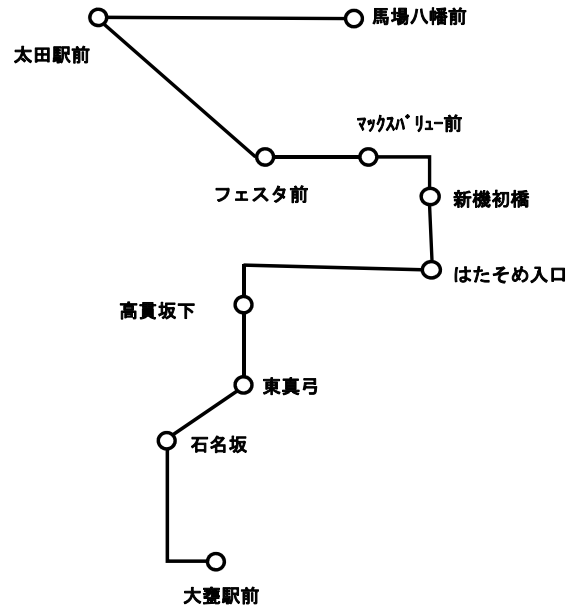 馬場八幡前
太田駅前
ﾏｯｸｽﾊﾞﾘｭｰ前
フェスタ前
新機初橋
はたそめ入口
高貫坂下
東真弓
石名坂
大甕駅前